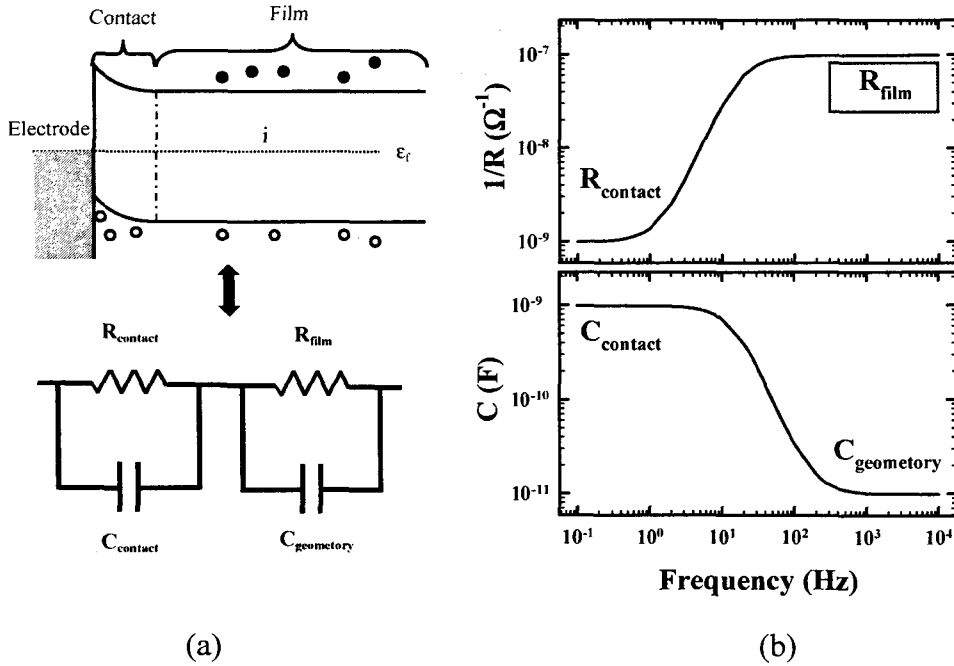 Contact
Film
Electrode
i
εf
Rcontact
Rfilm
Ccontact
Cgeometory
(a)
1/R (Ω⁻¹)
10⁻⁷
10⁻⁸
10⁻⁹
Rfilm
Rcontact
C (F)
10⁻⁹
10⁻¹⁰
10⁻¹¹
Ccontact
Cgeometory
10⁻¹ 10⁰ 10¹ 10² 10³ 10⁴
Frequency (Hz)
(b)